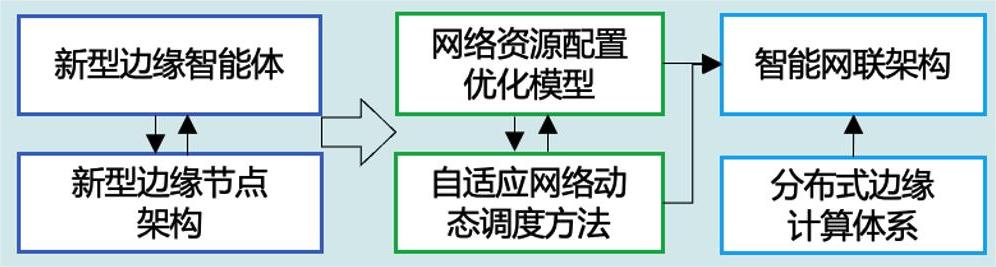 新型边缘智能体
新型边缘节点
架构
网络资源配置
优化模型
自适应网络动
态调度方法
智能网联架构
分布式边缘
计算体系